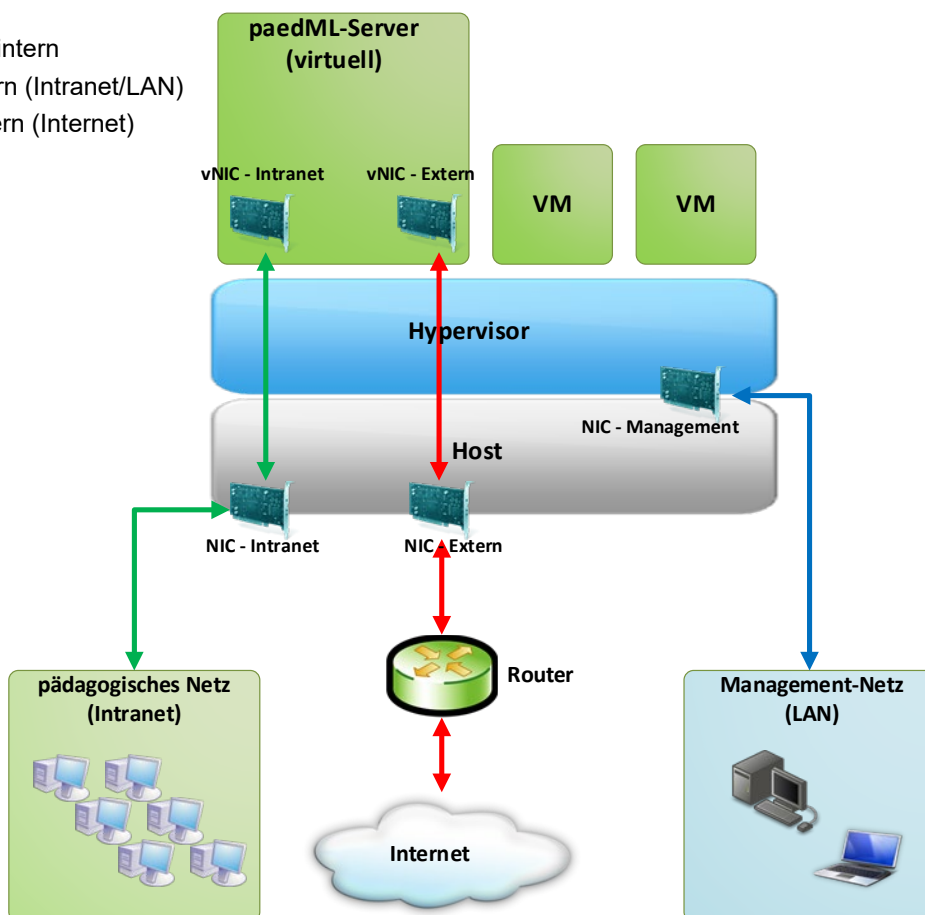 intern
rn (Intranet/LAN)
ern (Internet)
paedML-Server
(virtuell)
vNIC - Intranet
vNIC - Extern
VM
VM
Hypervisor
NIC - Management
Host
NIC - Intranet
NIC - Extern
Router
pädagogisches Netz
(Intranet)
Management-Netz
(LAN)
Internet